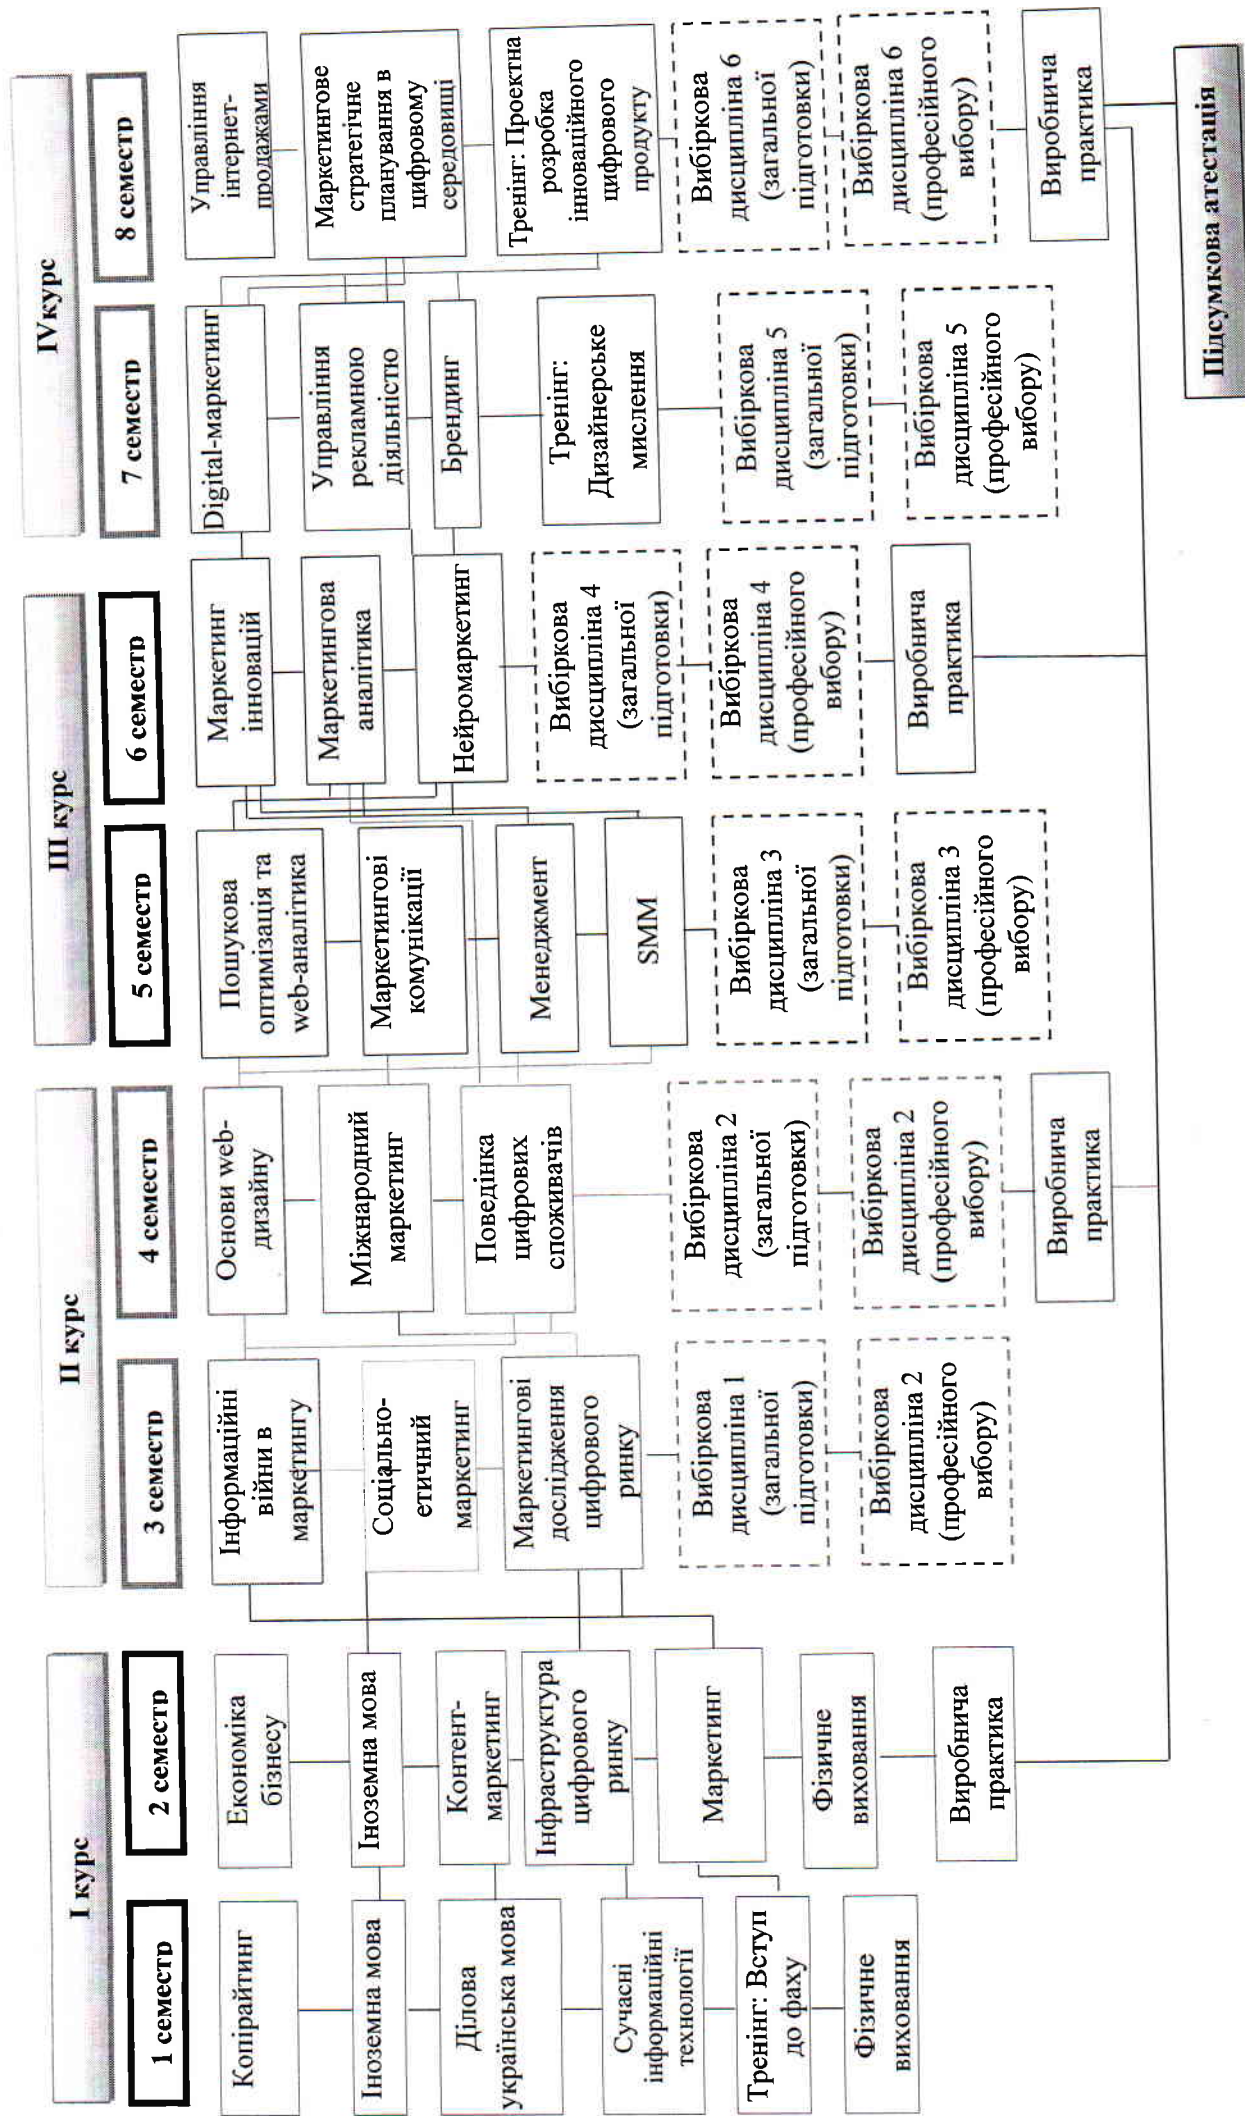 I курс
II курс
III курс
IVкурс
1 семестр
2 семестр
3 семестр
4 семестр
5 семестр
6 семестр
7 семестр
8 семестр
Копірайтинг
Іноземна мова
Ділова
українська мова
Сучасні
інформаційні
технології
Тренінг: Вступ
до фаху
Фізичне
виховання
Економіка
бізнесу
Іноземна мова
Контент-
маркетинг
Інфраструктура
цифрового
ринку
Маркетинг
Фізичне
виховання
Виробнича
практика
Інформаційні
війни в
маркетингу
Соціально-
етичний
маркетинг
Маркетингові
дослідження
цифрового
ринку
Вибіркова
дисципліна 1
(загальної
підготовки)
Вибіркова
дисципліна 2
(професійного
вибору)
Основи web-
дизайну
Міжнародний
маркетинг
Поведінка
цифрових
споживачів
Вибіркова
дисципліна 2
(загальної
підготовки)
Вибіркова
дисципліна 2
(професійного
вибору)
Виробнича
практика
Пошукова
оптимізація та
web-аналітика
Маркетингові
комунікації
Менеджмент
SMM
Вибіркова
дисципліна 3
(загальної
підготовки)
Вибіркова
дисципліна 3
(професійного
вибору)
Маркетинг
інновацій
Маркетингова
аналітика
Нейромаркетинг
Вибіркова
дисципліна 4
(загальної
підготовки)
Вибіркова
дисципліна 4
(професійного
вибору)
Виробнича
практика
Digital-маркетинг
Управління
рекламною
діяльністю
Брендинг
Тренінг:
Дизайнерське
мислення
Вибіркова
дисципліна 5
(загальної
підготовки)
Вибіркова
дисципліна 5
(професійного
вибору)
Управління
інтернет-
продажами
Маркетингове
стратегічне
планування в
цифровому
середовищі
Тренінг: Проектна
розробка
інноваційного
цифрового
продукту
Вибіркова
дисципліна 6
(загальної
підготовки)
Вибіркова
дисципліна 6
(професійного
вибору)
Виробнича
практика
Підсумкова атестація